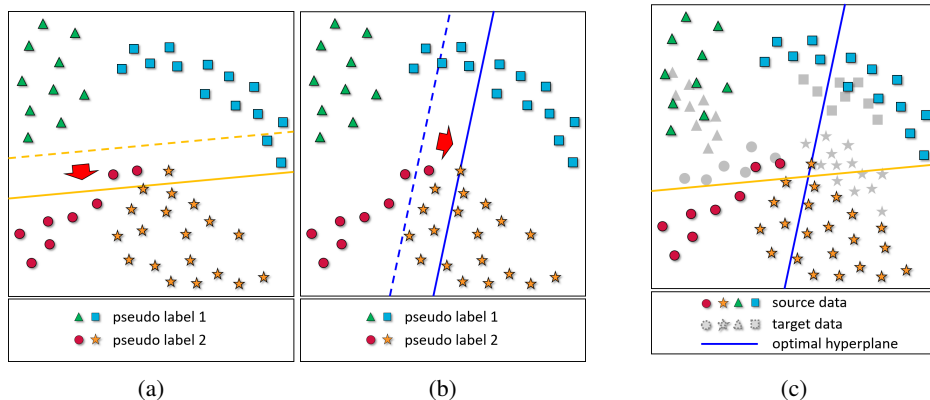 pseudo label 1
pseudo label 2
pseudo label 1
pseudo label 2
source data
target data
optimal hyperplane
(a)
(b)
(c)